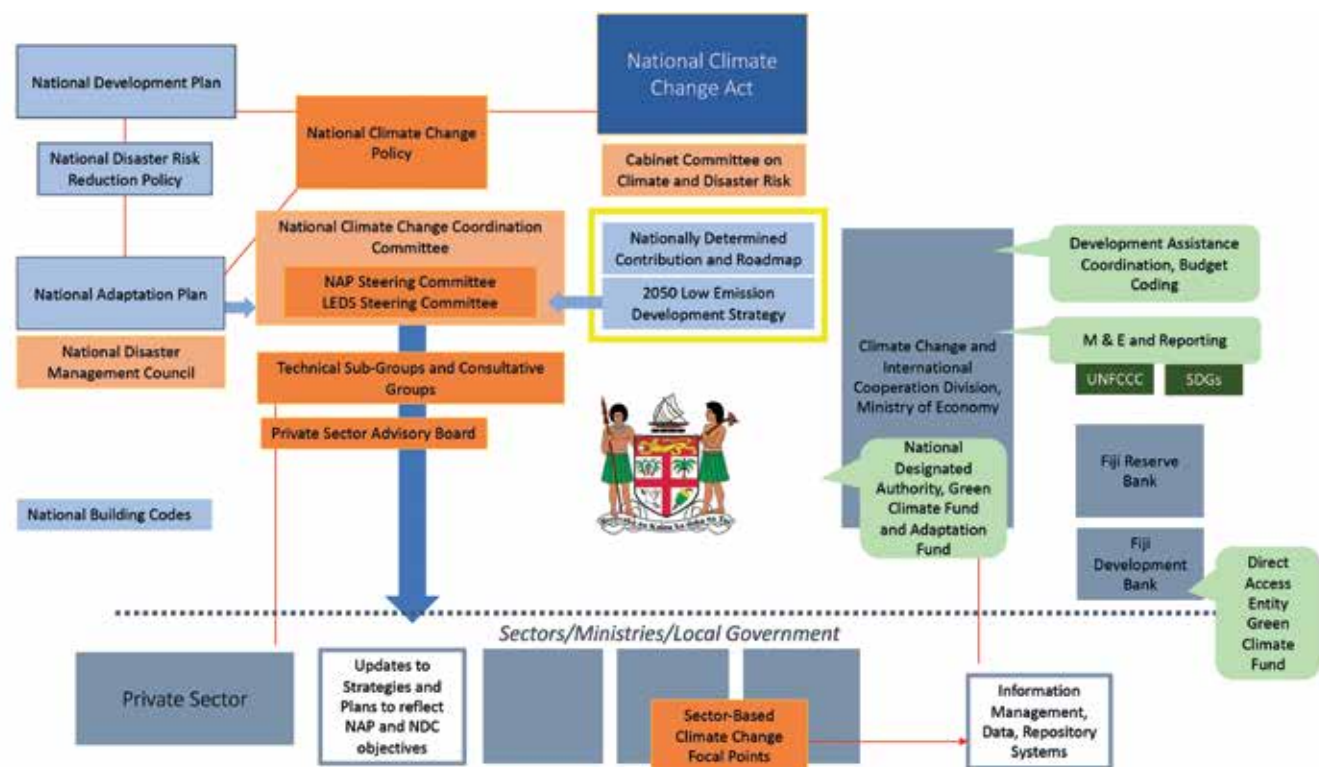 National Development Plan
National Disaster Risk
Reduction Policy
National Adaptation Plan
National Disaster
Management Council
National Building Codes
National Climate Change
Policy
National Climate Change Coordination
Committee
NAP Steering Committee
LEDS Steering Committee
Technical Sub-Groups and Consultative
Groups
Private Sector Advisory Board
National Climate
Change Act
Cabinet Committee on
Climate and Disaster Risk
Nationally Determined
Contribution and Roadmap
2050 Low Emission
Development Strategy
Climate Change and
International
Cooperation Division,
Ministry of Economy
National
Designated
Authority, Green
Climate Fund
and Adaptation
Fund
Development Assistance
Coordination, Budget
Coding
M & E and Reporting
UNFCCC
SDGs
Fiji Reserve
Bank
Fiji
Development
Bank
Direct
Access
Entity
Green
Climate
Fund
Sectors/Ministries/Local Government
Private Sector
Updates to
Strategies and
Plans to reflect
NAP and NDC
objectives
Sector-Based
Climate Change
Focal Points
Information
Management,
Data, Repository
Systems